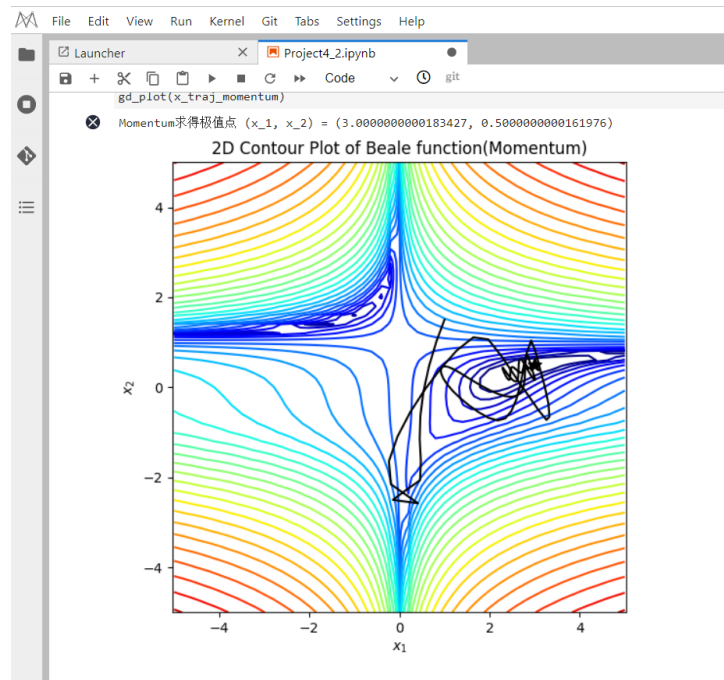 File Edit View Run Kernel Git Tabs Settings Help
Launcher Project4_2.ipynb
Code git
gd_plot(x_traj_momentum)
Momentum求得极值点 (x_1, x_2) = (3.0000000000183427, 0.5000000000161976)
2D Contour Plot of Beale function(Momentum)
4
2
0
−2
−4
x₂
−4 −2 0 2 4
x₁